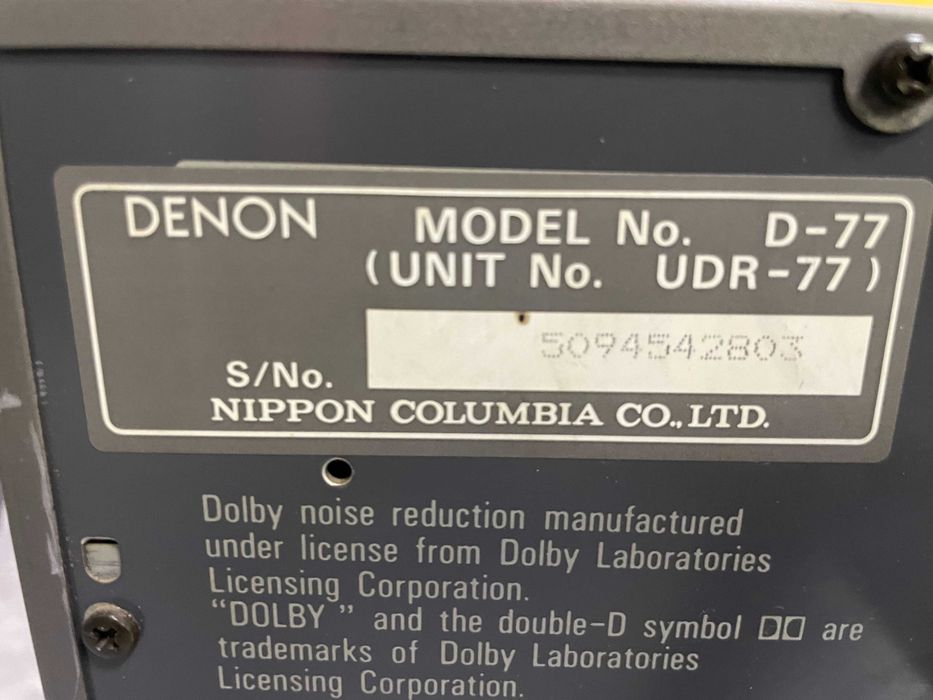 DENON MODEL No. D-77
(UNIT No. UDR-77)
S/No. 5094542803
NIPPON COLUMBIA CO.,LTD.
Dolby noise reduction manufactured
under license from Dolby Laboratories
Licensing Corporation.
"DOLBY" and the double-D symbol are
trademarks of Dolby Laboratories
Licensing Corporation.